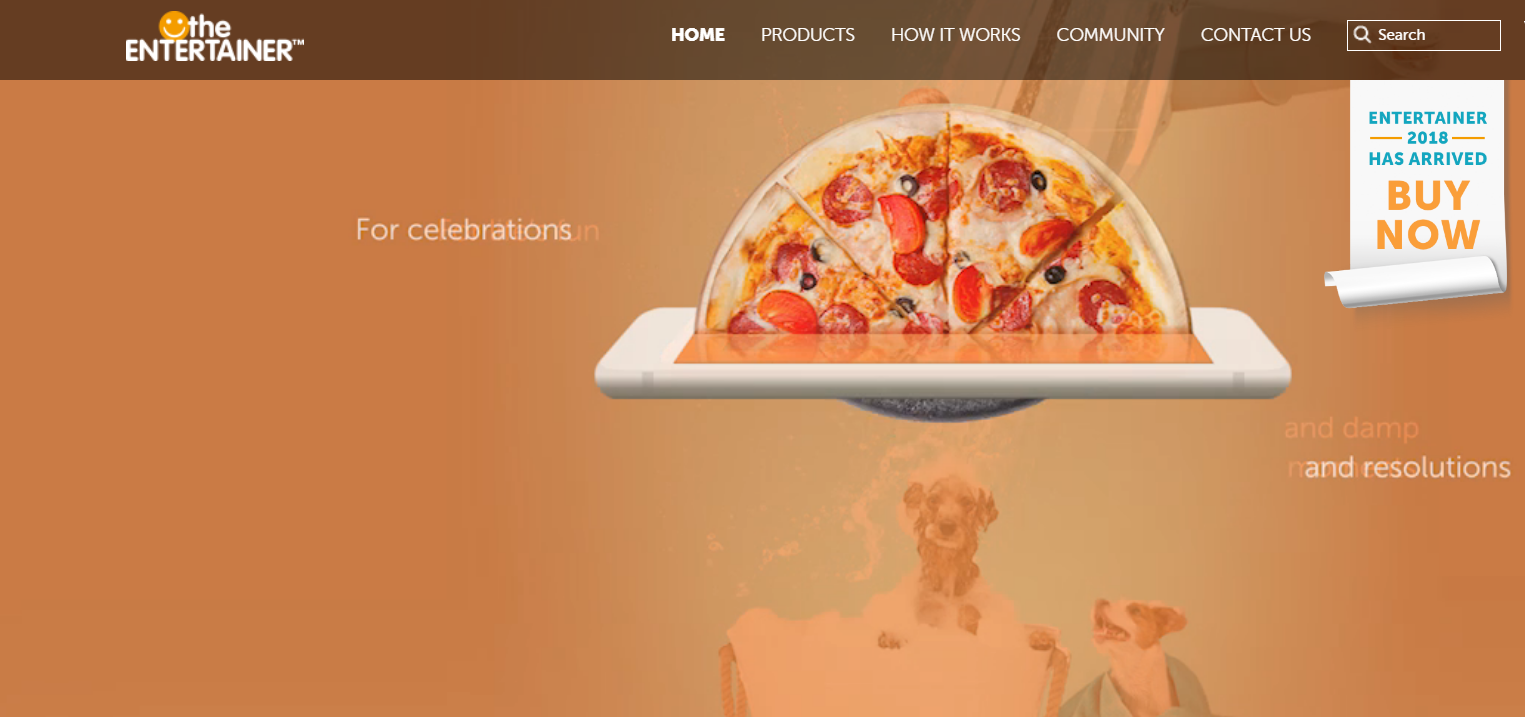 the
ENTERTAINER™
HOME
PRODUCTS
HOW IT WORKS
COMMUNITY
CONTACT US
Search
ENTERTAINER
2018
HAS ARRIVED
BUY
NOW
For celebrations
fun
and damp
and resolutions